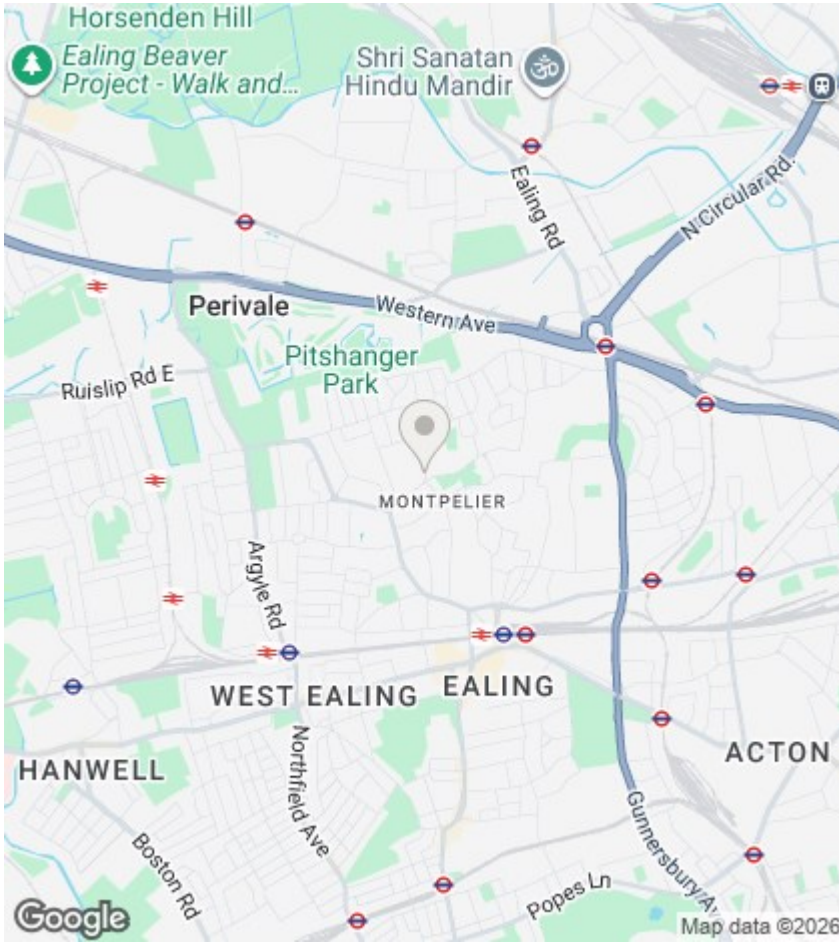 Horsenden Hill
Ealing Beaver
Project - Walk and...
Shri Sanatan
Hindu Mandir
Ealing Rd
N Circular Rd.
Perivale
Western Ave
Pitshanger
Park
Ruislip Rd E
MONTPELIER
Argyle Rd
WEST EALING
EALING
HANWELL
Northfield Ave
ACTON
Boston Rd
Gunnersbury Av
Popes Ln
Google
Map data ©2026